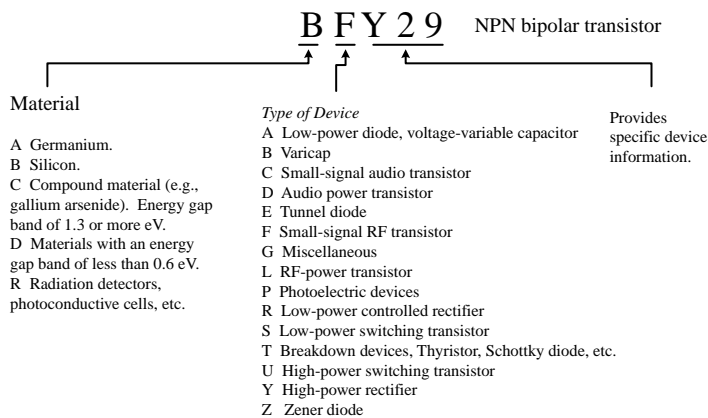 B F Y 2 9 NPN bipolar transistor
Material
A Germanium.
B Silicon.
C Compound material (e.g.,
gallium arsenide). Energy gap
band of 1.3 or more eV.
D Materials with an energy
gap band of less than 0.6 eV.
R Radiation detectors,
photoconductive cells, etc.
Type of Device
A Low-power diode, voltage-variable capacitor
B Varicap
C Small-signal audio transistor
D Audio power transistor
E Tunnel diode
F Small-signal RF transistor
G Miscellaneous
L RF-power transistor
P Photoelectric devices
R Low-power controlled rectifier
S Low-power switching transistor
T Breakdown devices, Thyristor, Schottky diode, etc.
U High-power switching transistor
Y High-power rectifier
Z Zener diode
Provides
specific device
information.